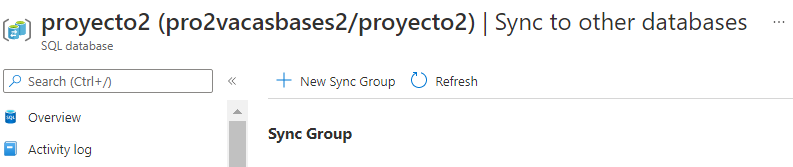 proyecto2 (pro2vacasbases2/proyecto2) | Sync to other databases ...
SQL database
Search (Ctrl+/) «
+ New Sync Group Refresh
Overview
Activity log
Sync Group